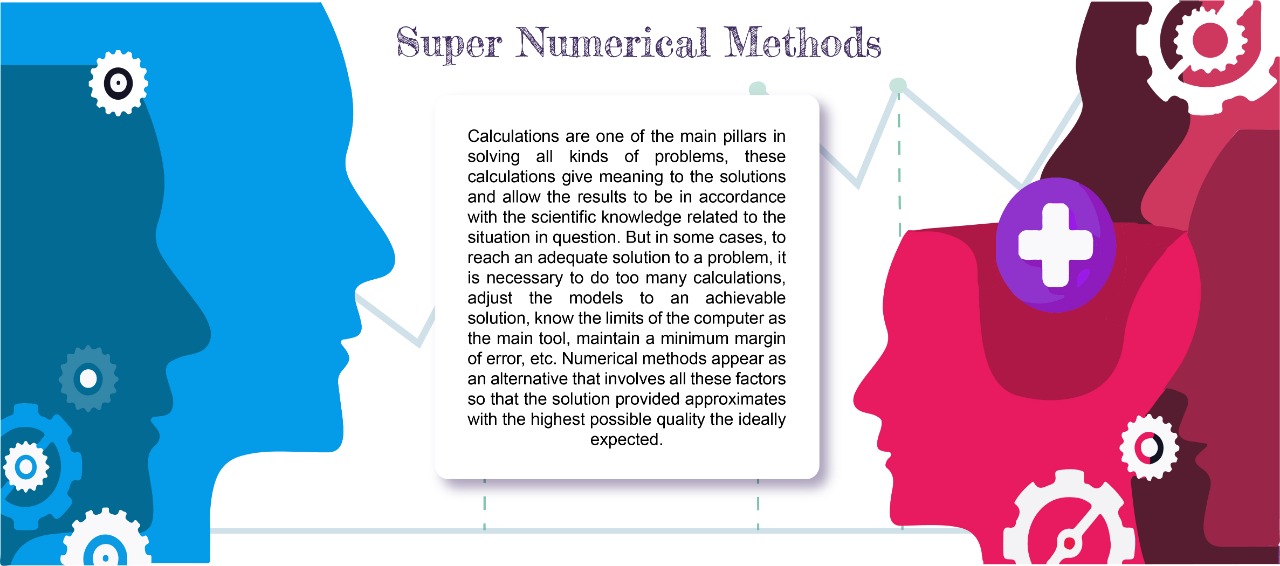 Super Numerical Methods
Calculations are one of the main pillars in
solving all kinds of problems, these
calculations give meaning to the solutions
and allow the results to be in accordance
with the scientific knowledge related to the
situation in question. But in some cases, to
reach an adequate solution to a problem, it
is necessary to do too many calculations,
adjust the models to an achievable
solution, know the limits of the computer as
the main tool, maintain a minimum margin
of error, etc. Numerical methods appear as
an alternative that involves all these factors
so that the solution provided approximates
with the highest possible quality the ideally
expected.